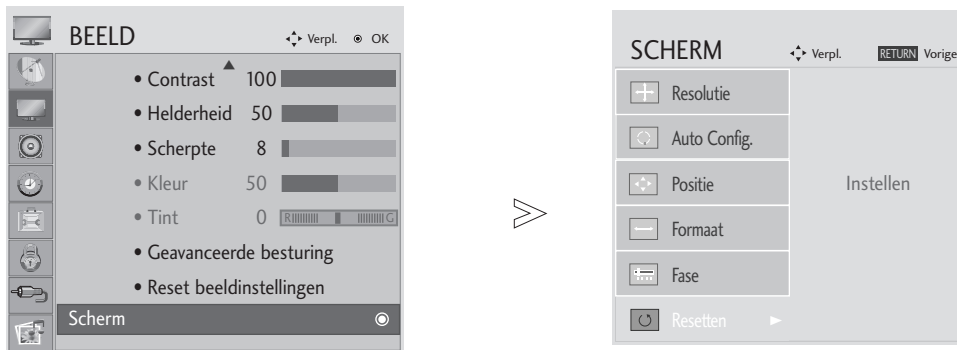 BEELD Verpl. OK
• Contrast 100
• Helderheid 50
• Scherpte 8
• Kleur 50
• Tint 0 R G
• Geavanceerde besturing
• Reset beeldinstellingen
Scherm
SCHERM Verpl. RETURN Vorige
Resolutie
Auto Config.
Positie
Instellen
Formaat
Fase
Resetten